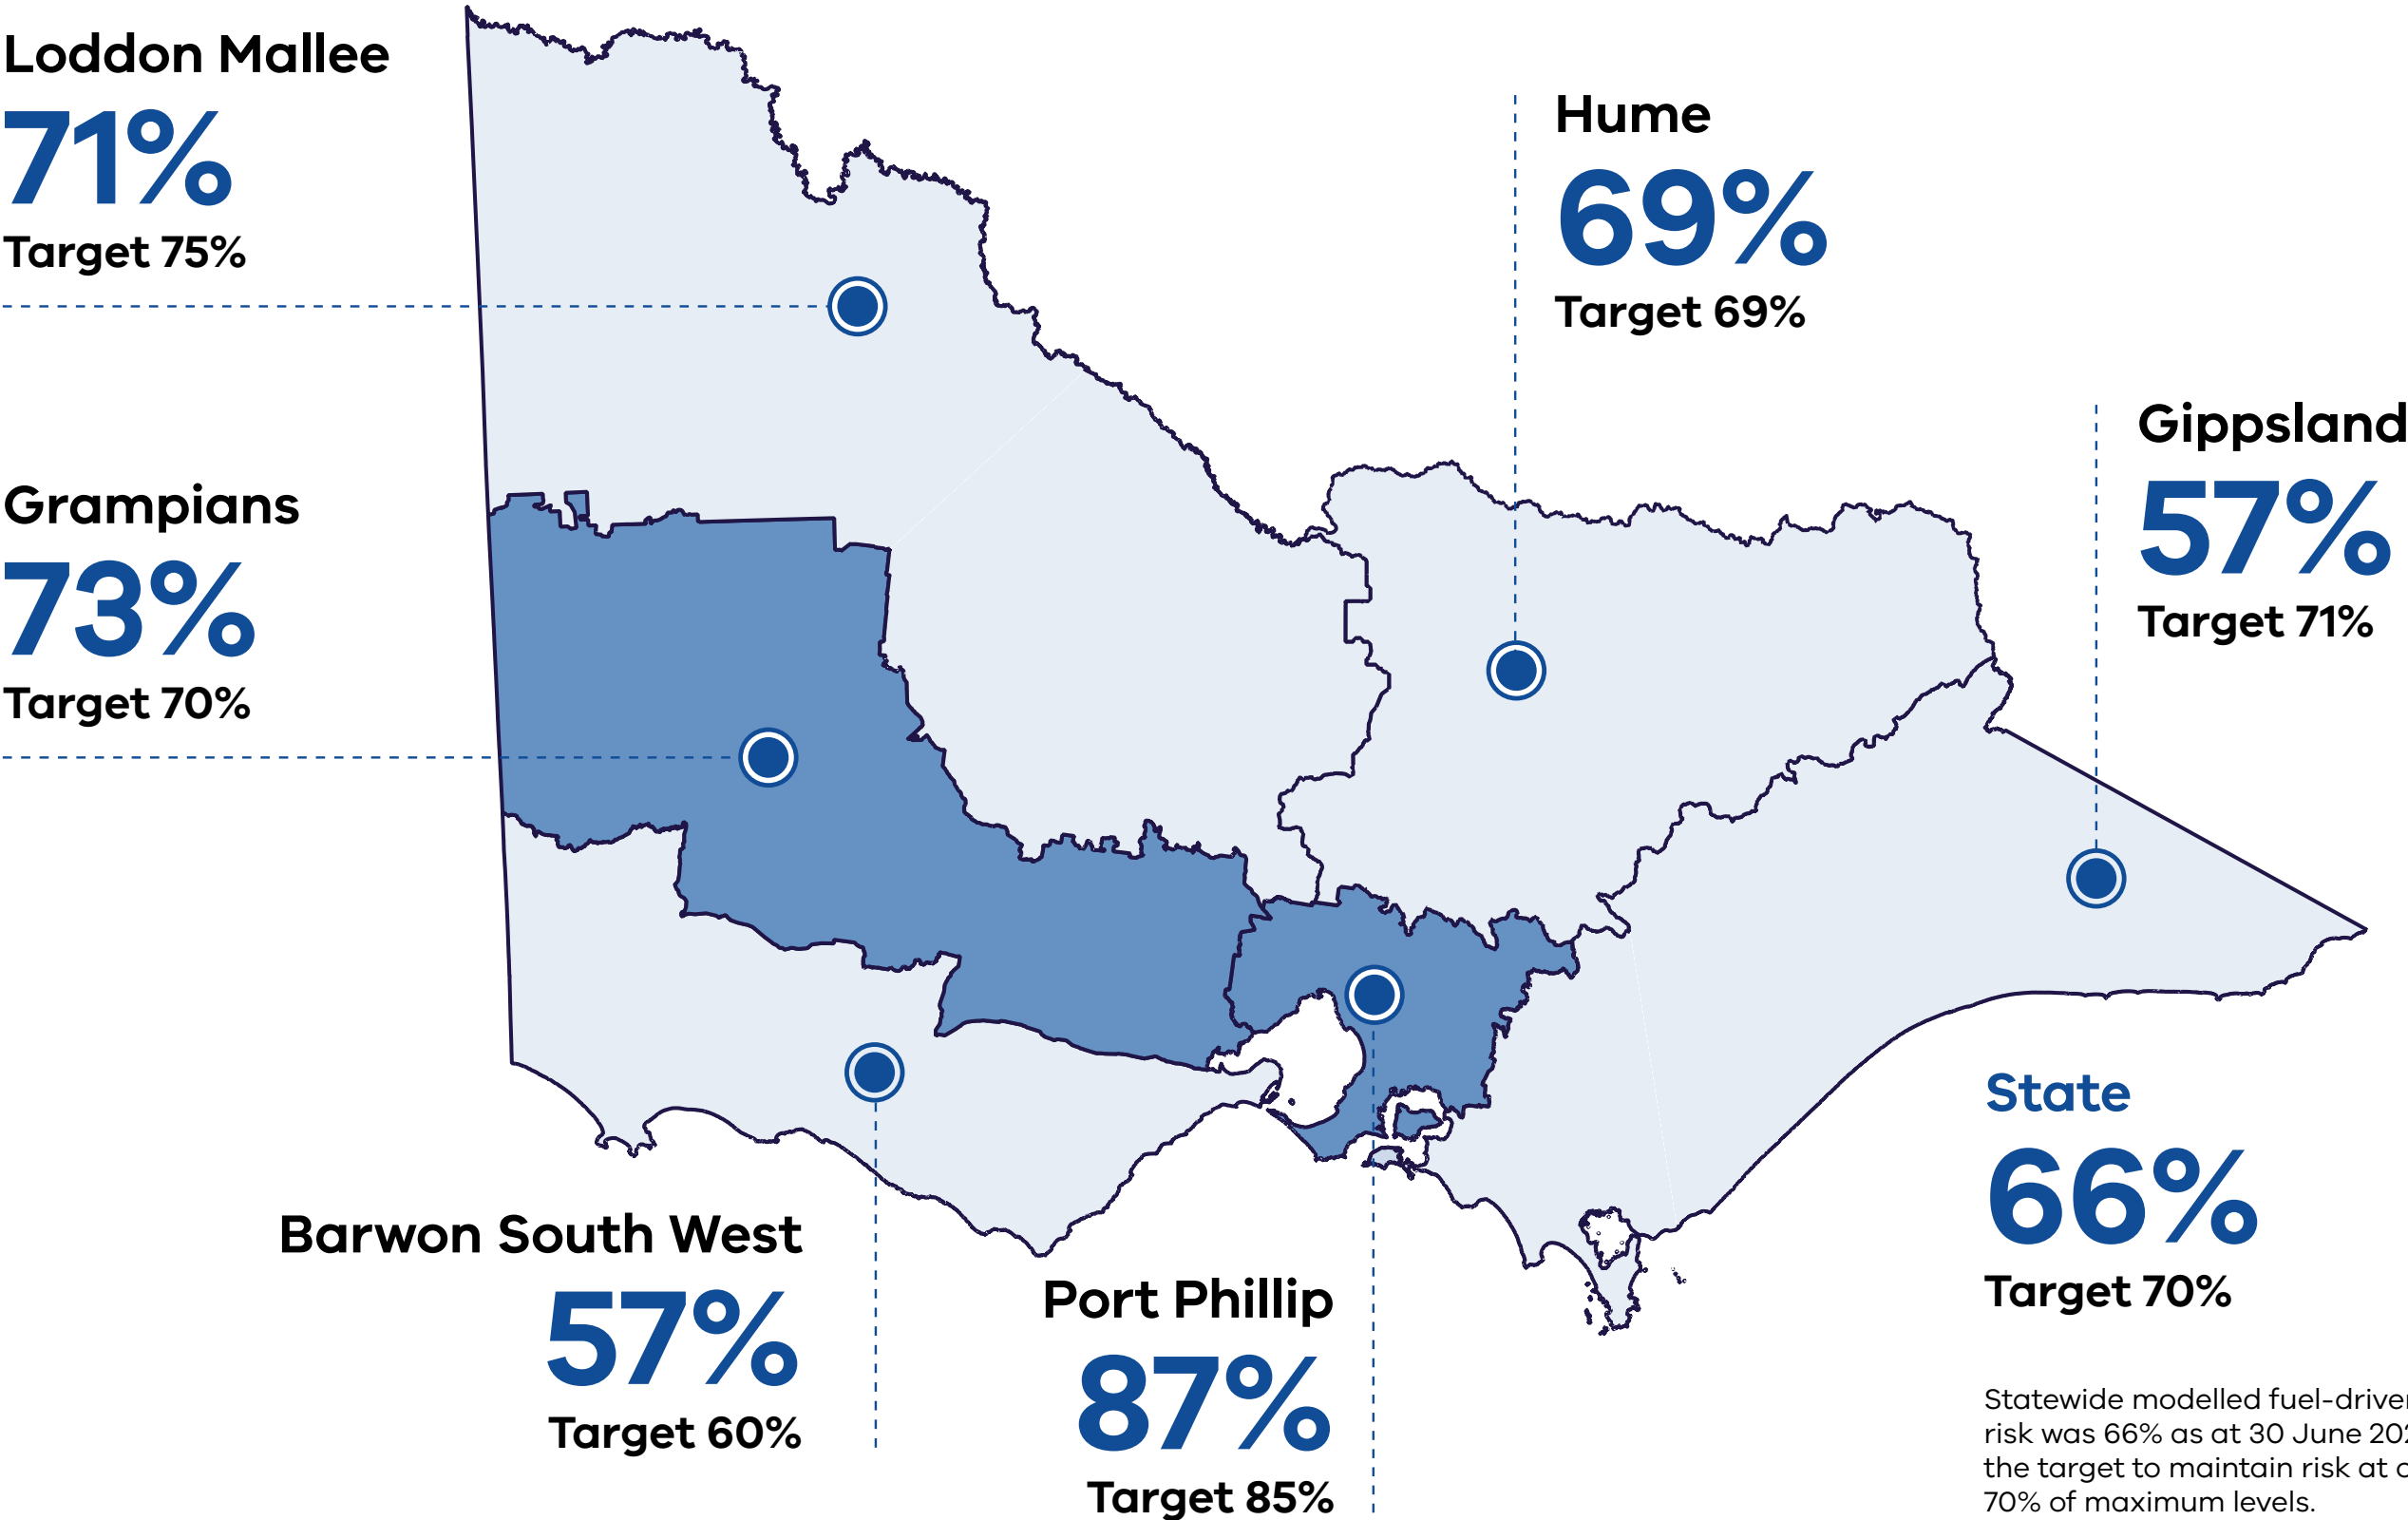 Loddon Mallee
71%
Target 75%
Hume
69%
Target 69%
Gippsland
57%
Target 71%
Grampians
73%
Target 70%
State
66%
Target 70%
Barwon South West
57%
Target 60%
Port Phillip
87%
Target 85%
Statewide modelled fuel-driven
risk was 66% as at 30 June
the target to maintain risk at
70% of maximum levels.